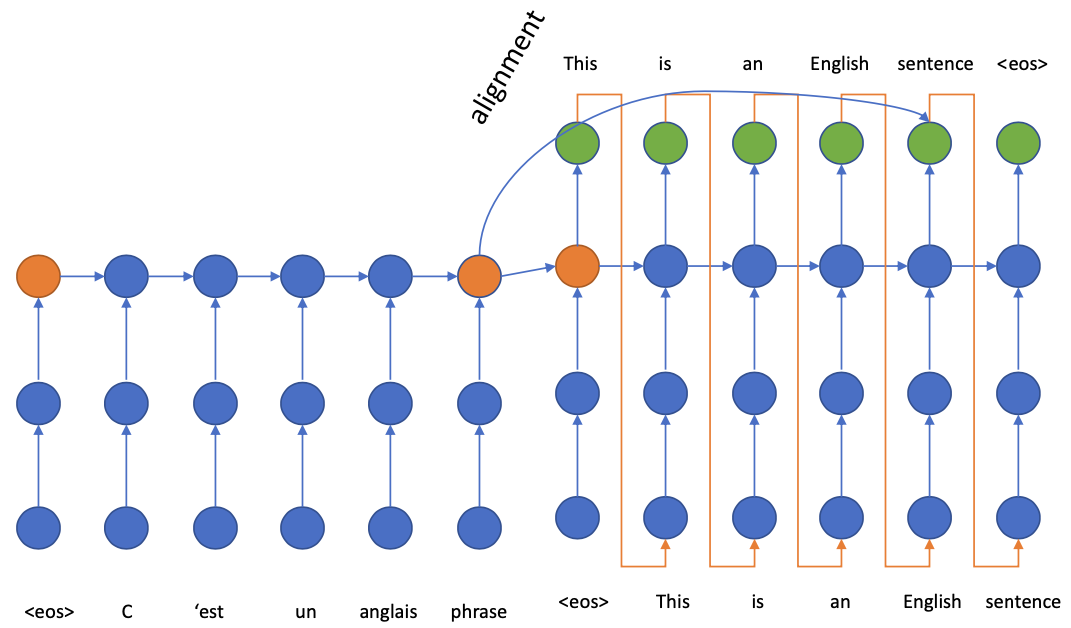 alignment
This is an English sentence <eos>
<eos> C ‘est un anglais phrase
<eos> This is an English sentence